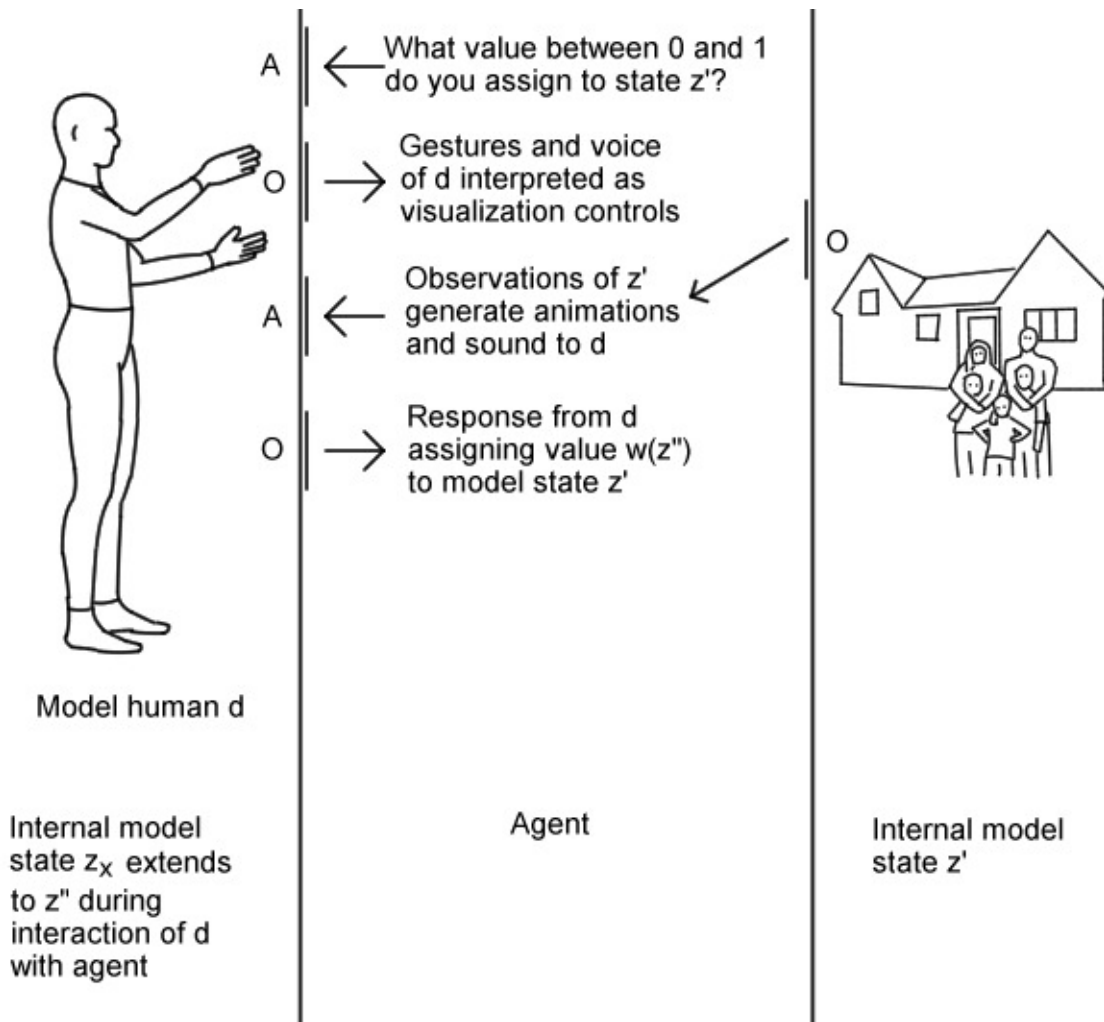 A
What value between 0 and 1
do you assign to state z'?
O
Gestures and voice
of d interpreted as
visualization controls
O
A
Observations of z'
generate animations
and sound to d
O
Response from d
assigning value w(z")
to model state z'
Model human d
Internal model
state zx extends
to z" during
interaction of d
with agent
Agent
Internal model
state z'